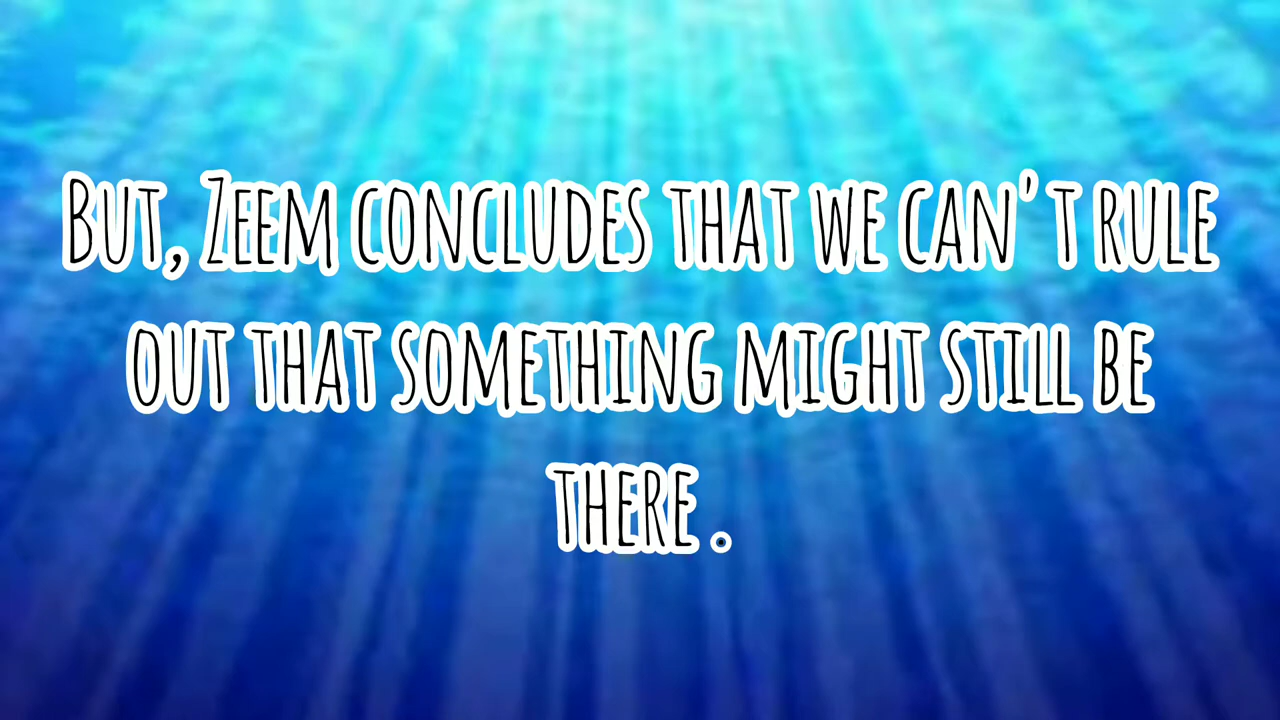 But, Zeem concludes that we can't rule
out that something might still be
there .